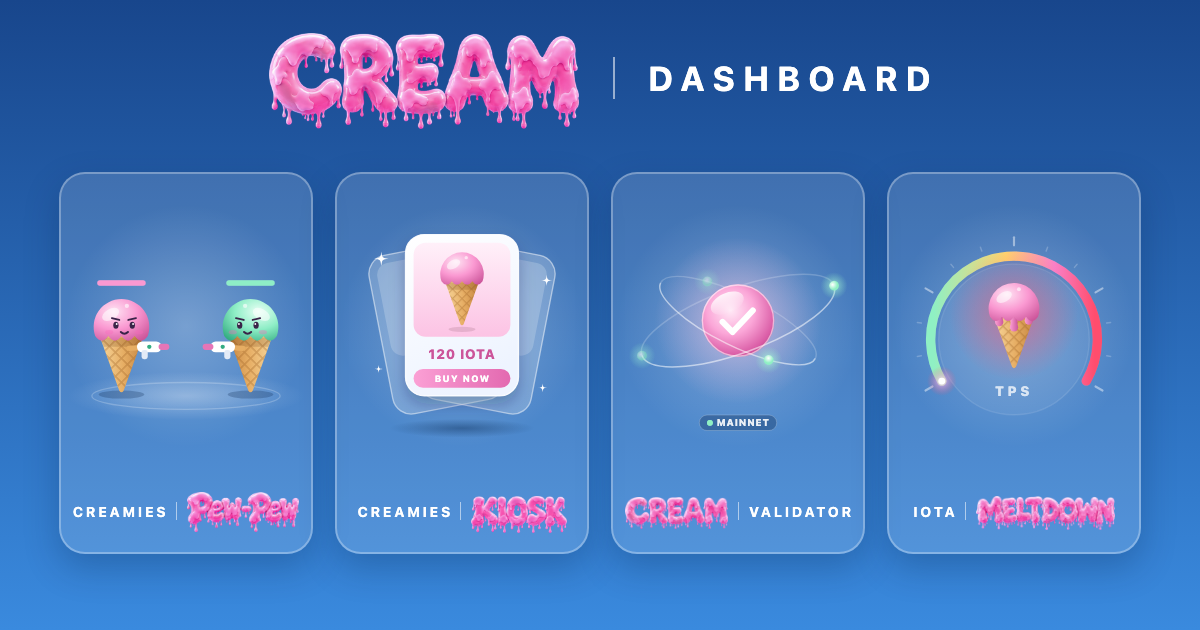 CREAM | DASHBOARD
120 IOTA
BUY NOW
MAINNET
TPS
CREAMIES | Pew-Pew
CREAMIES | KIOSK
CREAM | VALIDATOR
IOTA | MELTDOWN